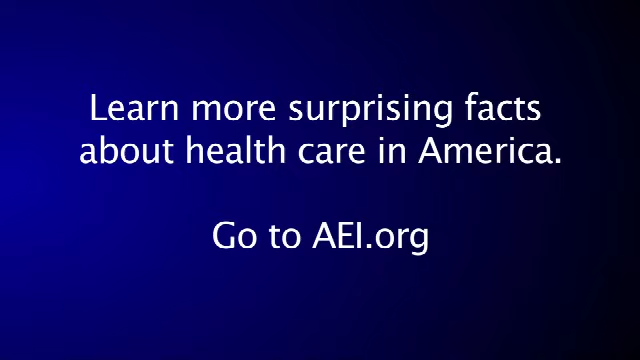 Learn more surprising facts
about health care in America.
Go to AEI.org